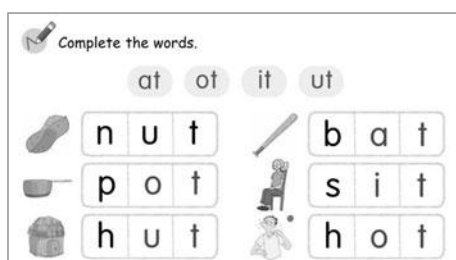 Complete the words.
at ot it ut
n u t b a t
p o t s i t
h u t h o t